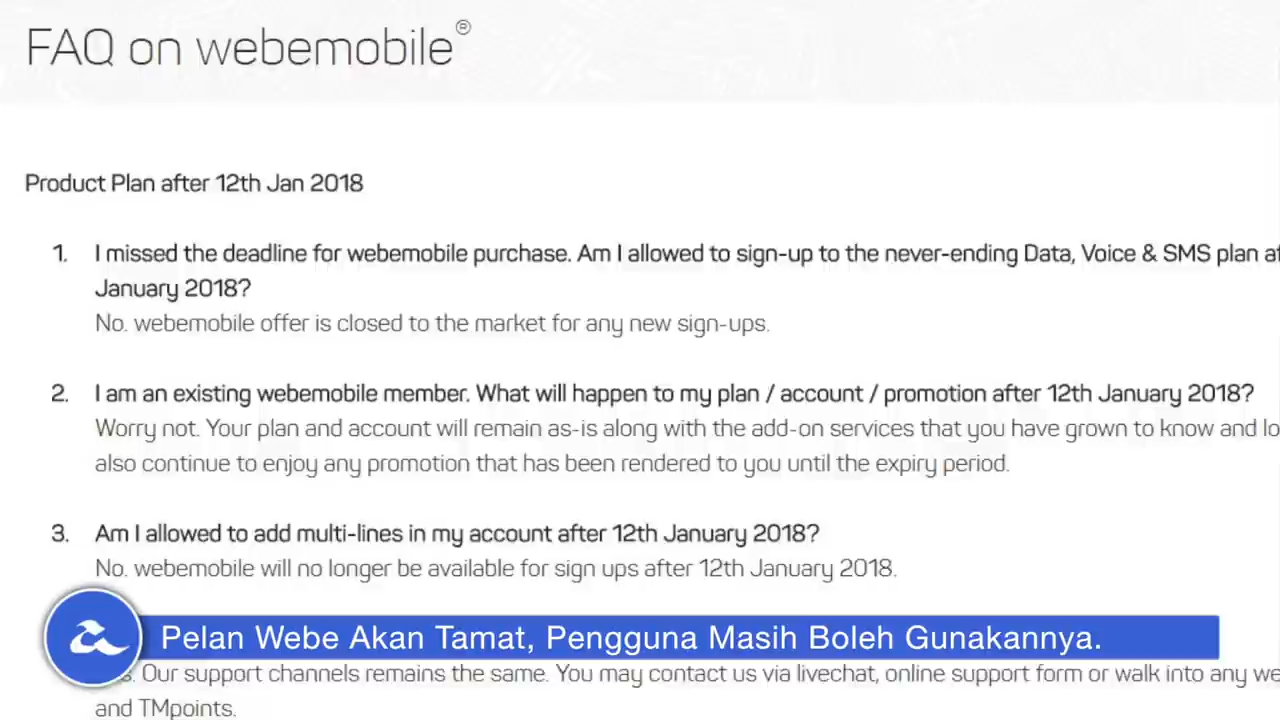 FAQ on webemobile®
Product Plan after 12th Jan 2018
1. I missed the deadline for webemobile purchase. Am I allowed to sign-up to the never-ending Data, Voice & SMS plan
January 2018?
No. webemobile offer is closed to the market for any new sign-ups.
2. I am an existing webemobile member. What will happen to my plan / account / promotion after 12th January 2018?
Worry not. Your plan and account will remain as-is along with the add-on services that you have grown to know and
also continue to enjoy any promotion that has been rendered to you until the expiry period.
3. Am I allowed to add multi-lines in my account after 12th January 2018?
No. webemobile will no longer be available for sign ups after 12th January 2018.
Pelan Webe Akan Tamat, Pengguna Masih Boleh Gunakannya.
Our support channels remains the same. You may contact us via livechat, online support form or walk into any
and TMpoints.